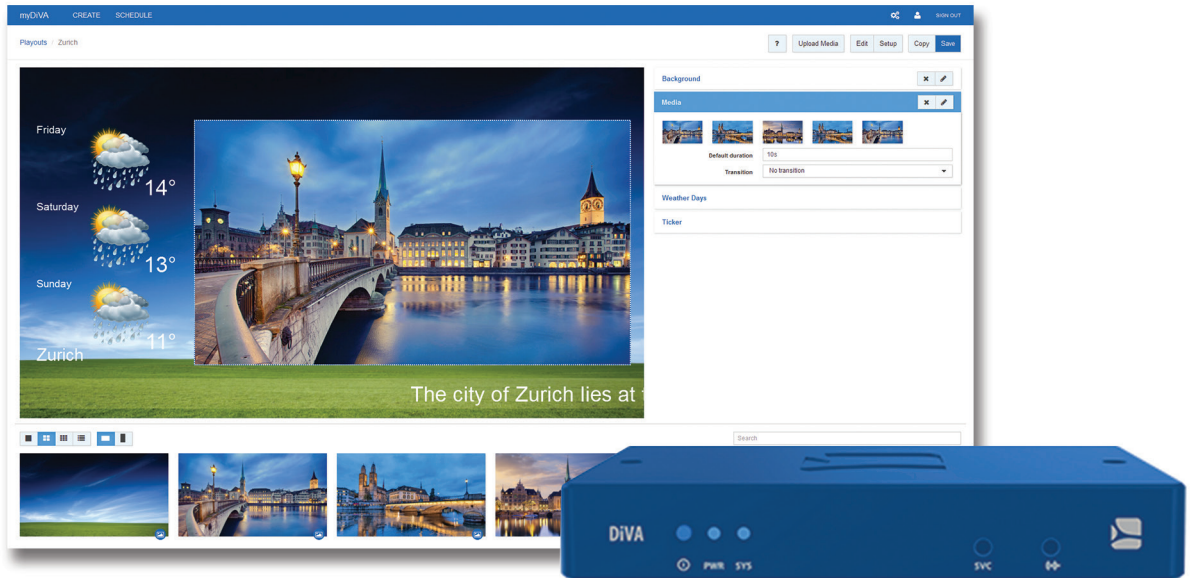 myDiVA CREATE SCHEDULE SIGN OUT
Playouts / Zurich ? Upload Media Edit Setup Copy Save
Background
Media
Default duration 10s
Transition No transition
Weather Days
Ticker
Friday
14°
Saturday
13°
Sunday
11°
Zurich
The city of Zurich lies at
Search
DiVA
PWR SYS SVC